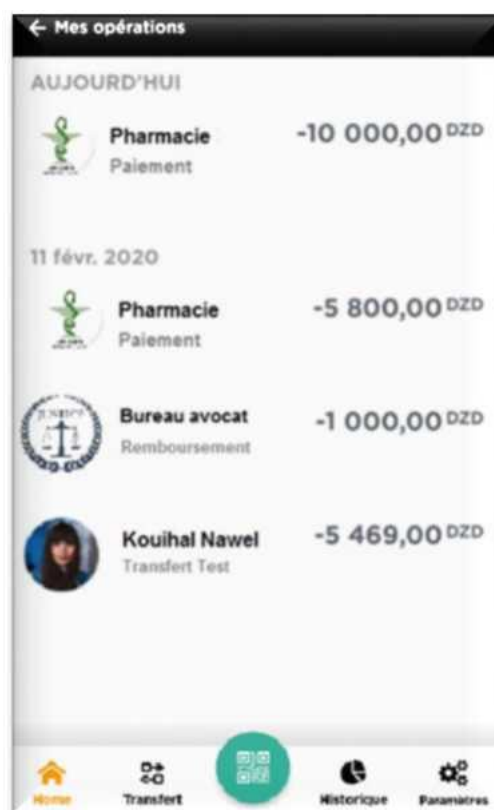 ← Mes opérations
AUJOURD'HUI
Pharmacie
-10 000,00 DZD
Paiement
11 févr. 2020
Pharmacie
-5 800,00 DZD
Paiement
JUSTICE
Bureau avocat
-1 000,00 DZD
Remboursement
Kouihal Nawel
-5 469,00 DZD
Transfert Test
Home
Transfert
Historique
Paramètres